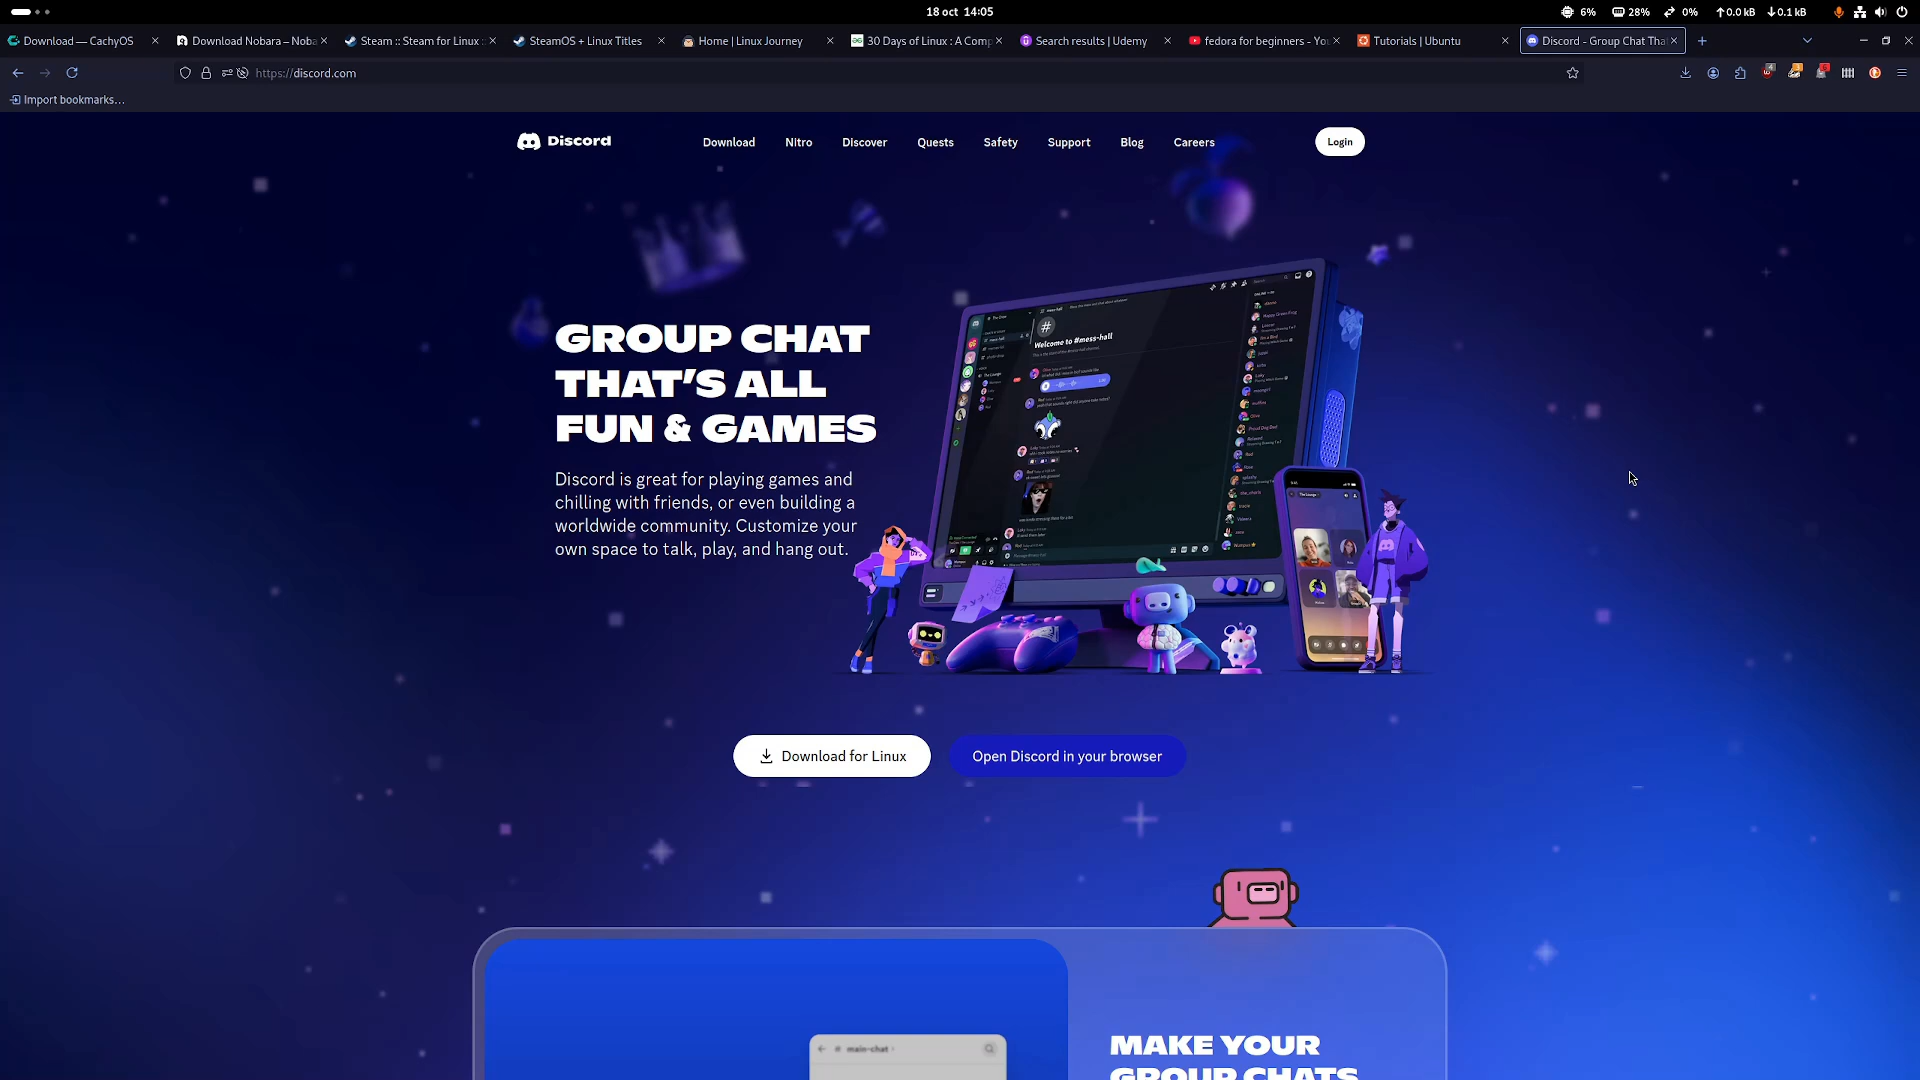 18 oct 14:05
6% 28% 0% 0.0 kB 0.1 kB
Download — CachyOS
Download Nobara – Noba
Steam :: Steam for Linux :
SteamOS + Linux Titles
Home | Linux Journey
30 Days of Linux : A Comp
Search results | Udemy
fedora for beginners - Yo
Tutorials | Ubuntu
Discord - Group Chat Tha
https://discord.com
Import bookmarks…
Discord
Download
Nitro
Discover
Quests
Safety
Support
Blog
Careers
Login
GROUP CHAT
THAT'S ALL
FUN & GAMES
Discord is great for playing games and
chilling with friends, or even building a
worldwide community. Customize your
own space to talk, play, and hang out.
Welcome to #mess-hall
Download for Linux
Open Discord in your browser
# main-chat
MAKE YOUR
GROUP CHATS